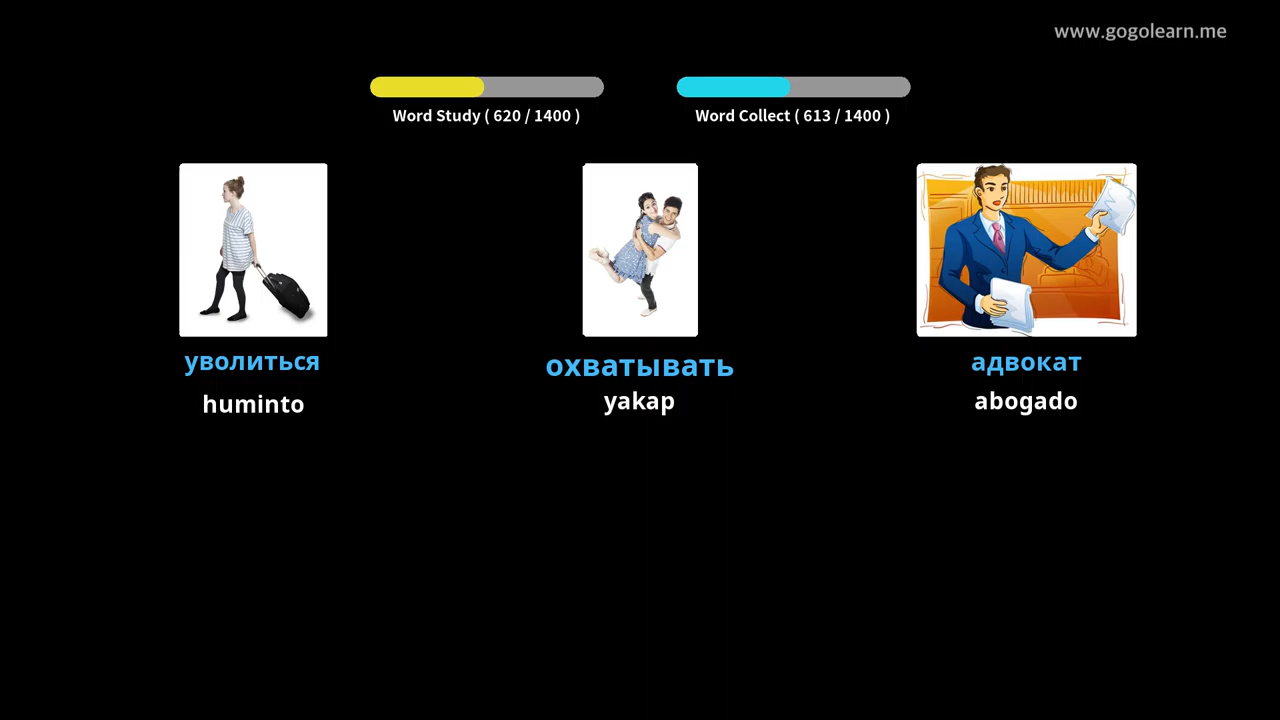 www.gogolearn.me
Word Study ( 620 / 1400 )
Word Collect ( 613 / 1400 )
уволиться
охватывать
адвокат
huminto
yakap
abogado